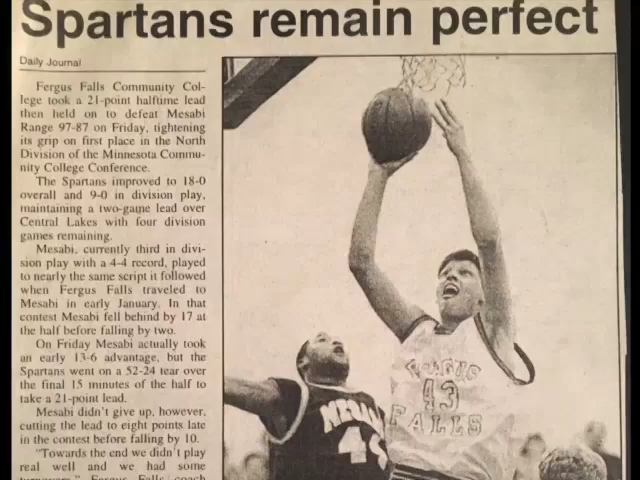 Spartans remain perfect
Daily Journal
Fergus Falls Community Col-
lege took a 21-point halftime lead
then held on to defeat Mesabi
Range 97-87 on Friday, tightening
its grip on first place in the North
Division of the Minnesota Commu-
nity College Conference.
The Spartans improved to 18-0
overall and 9-0 in division play,
maintaining a two-game lead over
Central Lakes with four division
games remaining.
Mesabi, currently third in divi-
sion play with a 4-4 record, played
to nearly the same script it followed
when Fergus Falls traveled to
Mesabi in early January. In that
contest Mesabi fell behind by 17 at
the half before falling by two.
On Friday Mesabi actually took
an early 13-6 advantage, but the
Spartans went on a 52-24 tear over
the final 15 minutes of the half to
take a 21-point lead.
Mesabi didn't give up, however,
cutting the lead to eight points late
in the contest before falling by 10.
"Towards the end we didn't play
real well and we had some
turnovers," Fergus Falls coach
FERGUS
43
FALLS